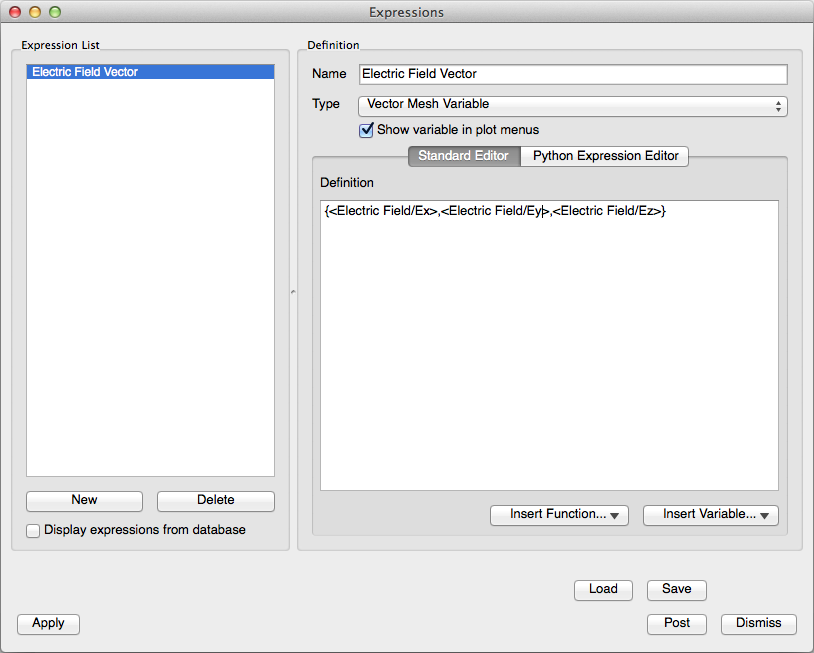 Expressions
Expression List
Electric Field Vector
New
Delete
Display expressions from database
Definition
Name
Electric Field Vector
Type
Vector Mesh Variable
Show variable in plot menus
Standard Editor
Python Expression Editor
Definition
{<Electric Field/Ex>,<Electric Field/Ey>,<Electric Field/Ez>}
Insert Function...
Insert Variable...
Load
Save
Apply
Post
Dismiss